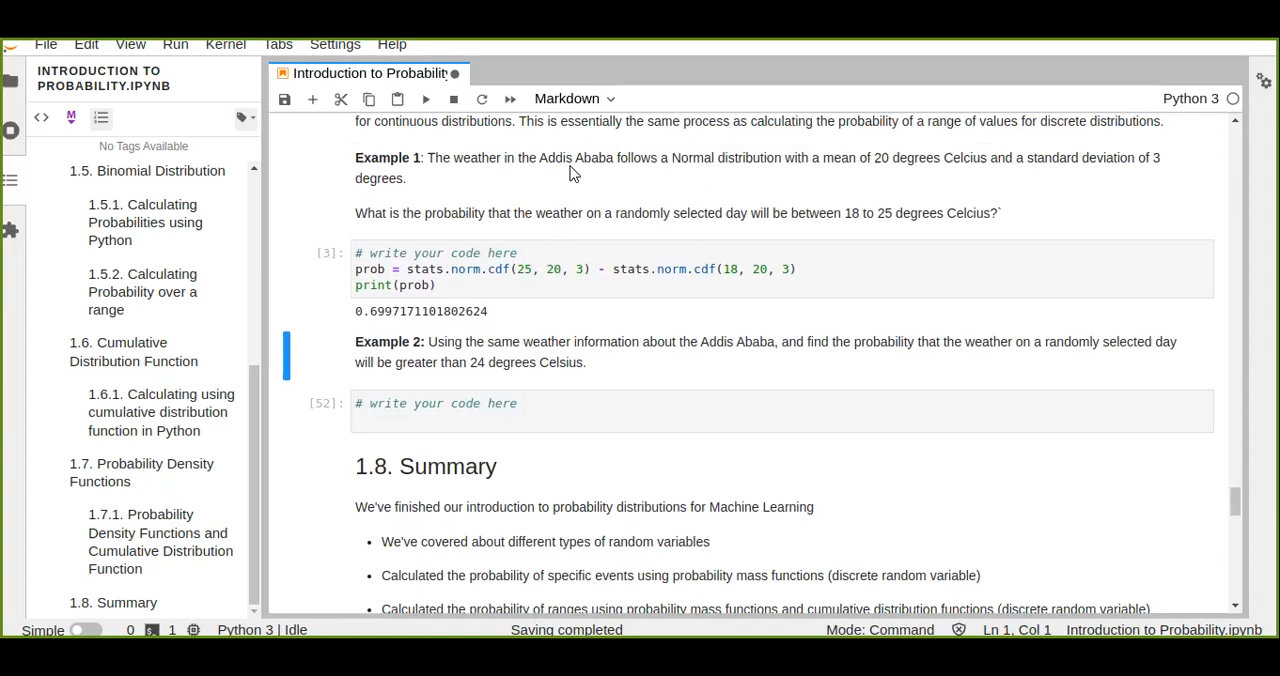 File Edit View Run Kernel Tabs Settings Help
INTRODUCTION TO
PROBABILITY.IPYNB
No Tags Available
1.5. Binomial Distribution
1.5.1. Calculating
Probabilities using
Python
1.5.2. Calculating
Probability over a
range
1.6. Cumulative
Distribution Function
1.6.1. Calculating using
cumulative distribution
function in Python
1.7. Probability Density
Functions
1.7.1. Probability
Density Functions and
Cumulative Distribution
Function
1.8. Summary
Introduction to Probability
Markdown
Python 3
for continuous distributions. This is essentially the same process as calculating the probability of a range of values for discrete distributions.
Example 1: The weather in the Addis Ababa follows a Normal distribution with a mean of 20 degrees Celcius and a standard deviation of 3
degrees.
What is the probability that the weather on a randomly selected day will be between 18 to 25 degrees Celcius?`
[3]:
# write your code here
prob = stats.norm.cdf(25, 20, 3) - stats.norm.cdf(18, 20, 3)
print(prob)
0.6997171101802624
Example 2: Using the same weather information about the Addis Ababa, and find the probability that the weather on a randomly selected day
will be greater than 24 degrees Celsius.
[52]:
# write your code here
1.8. Summary
We've finished our introduction to probability distributions for Machine Learning
• We've covered about different types of random variables
• Calculated the probability of specific events using probability mass functions (discrete random variable)
• Calculated the probability of ranges using probability mass functions and cumulative distribution functions (discrete random variable)
Simple 0 1 Python 3 | Idle Saving completed Mode: Command Ln 1, Col 1 Introduction to Probability.ipynb